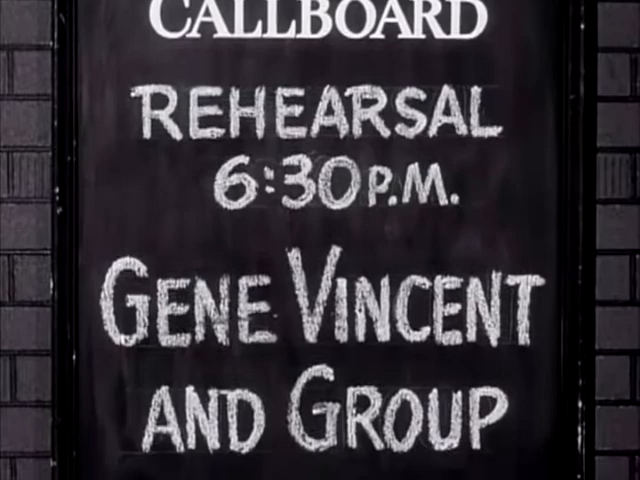 CALLBOARD
REHEARSAL
6:30 P.M.
GENE VINCENT
AND GROUP